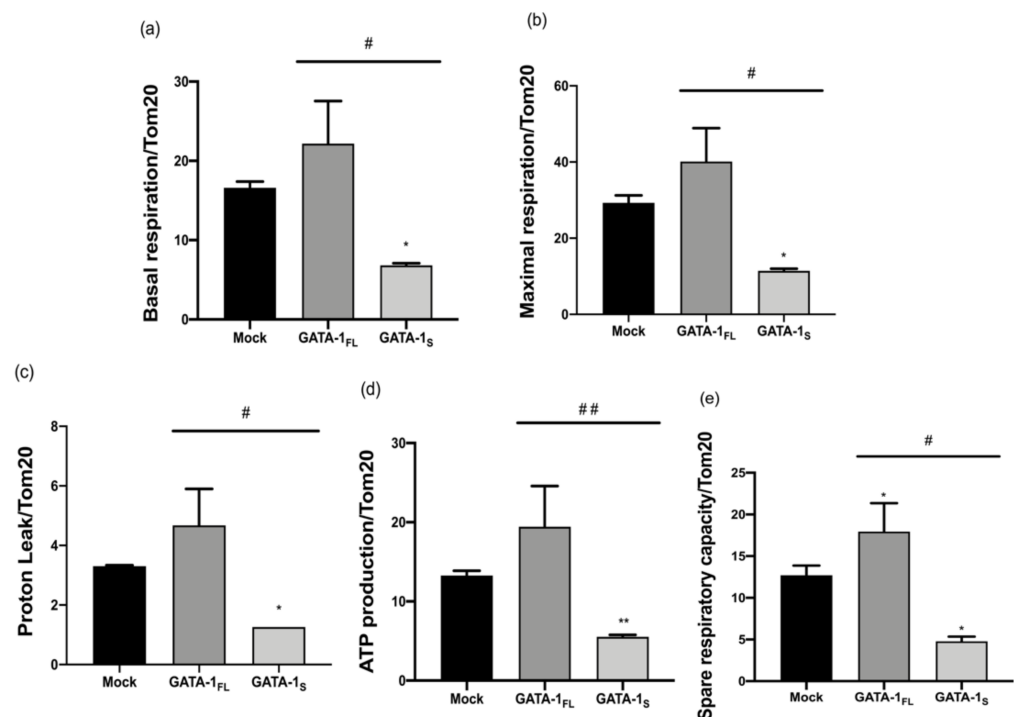 (a)
#
Basal respiration/Tom20
30
20
10
0
*
Mock GATA-1FL GATA-1S
(b)
#
Maximal respiration/Tom20
60
40
20
0
*
Mock GATA-1FL GATA-1S
(c)
#
Proton Leak/Tom20
8
6
4
2
0
*
Mock GATA-1FL GATA-1S
(d)
##
ATP production/Tom20
30
20
10
0
**
Mock GATA-1FL GATA-1S
(e)
#
Spare respiratory capacity/Tom20
25
20
15
10
5
0
*
*
Mock GATA-1FL GATA-1S